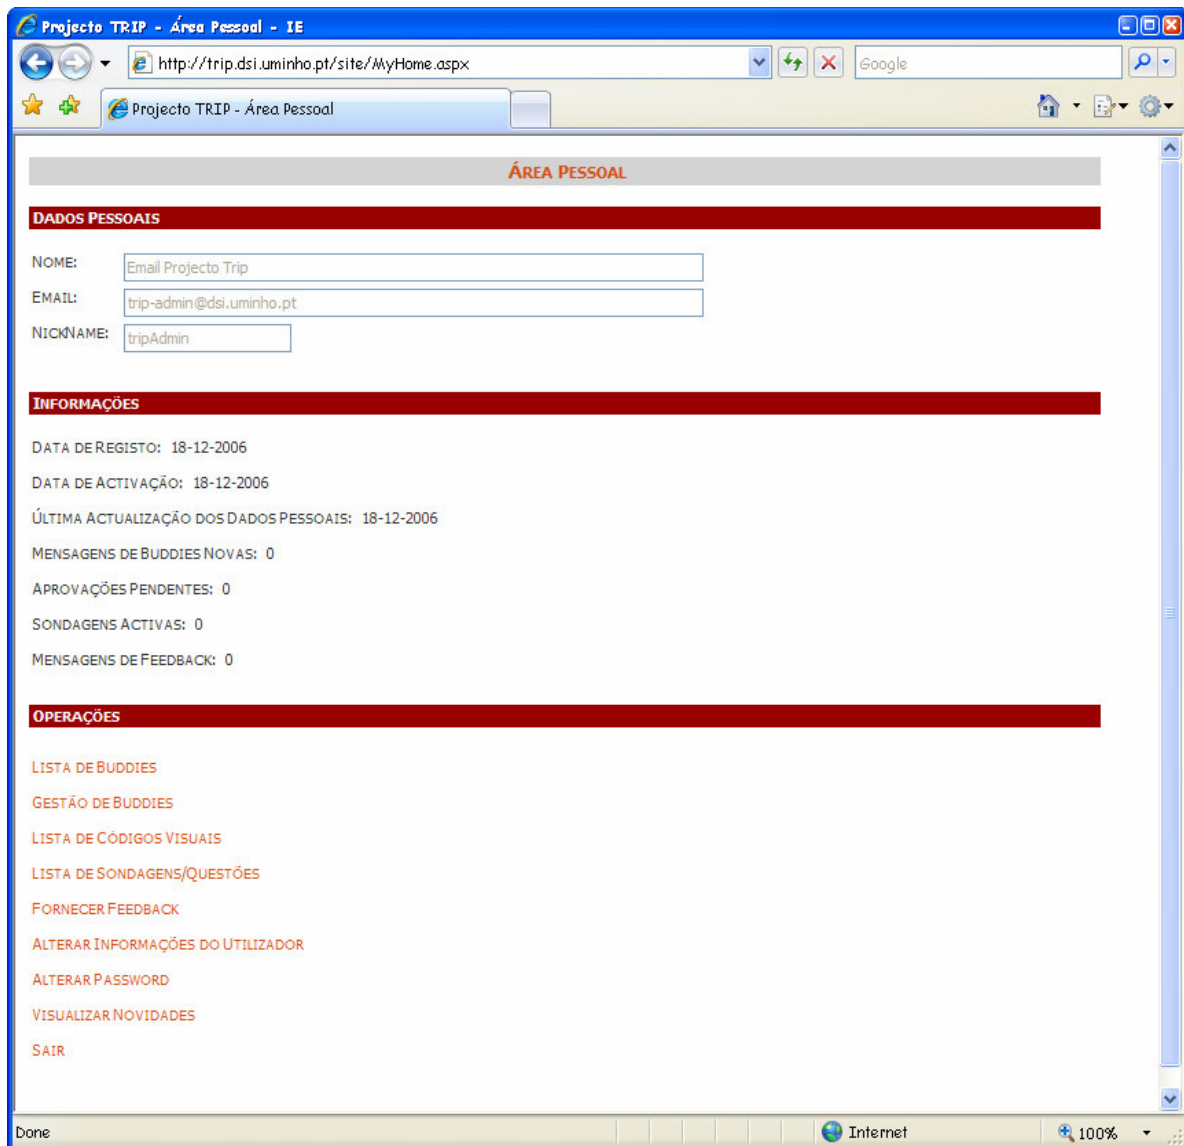 Projecto TRIP - Área Pessoal - IE
http://trip.dsi.uminho.pt/site/MyHome.aspx
Google
Projecto TRIP - Área Pessoal
ÁREA PESSOAL
DADOS PESSOAIS
NOME: Email Projecto Trip
EMAIL: trip-admin@dsi.uminho.pt
NICKNAME: tripAdmin
INFORMAÇÕES
DATA DE REGISTO: 18-12-2006
DATA DE ACTIVAÇÃO: 18-12-2006
ÚLTIMA ACTUALIZAÇÃO DOS DADOS PESSOAIS: 18-12-2006
MENSAGENS DE BUDDIES NOVAS: 0
APROVAÇÕES PENDENTES: 0
SONDAGENS ACTIVAS: 0
MENSAGENS DE FEEDBACK: 0
OPERAÇÕES
LISTA DE BUDDIES
GESTÃO DE BUDDIES
LISTA DE CÓDIGOS VISUAIS
LISTA DE SONDAGENS/QUESTÕES
FORNECER FEEDBACK
ALTERAR INFORMAÇÕES DO UTILIZADOR
ALTERAR PASSWORD
VISUALIZAR NOVIDADES
SAIR
Done Internet 100%